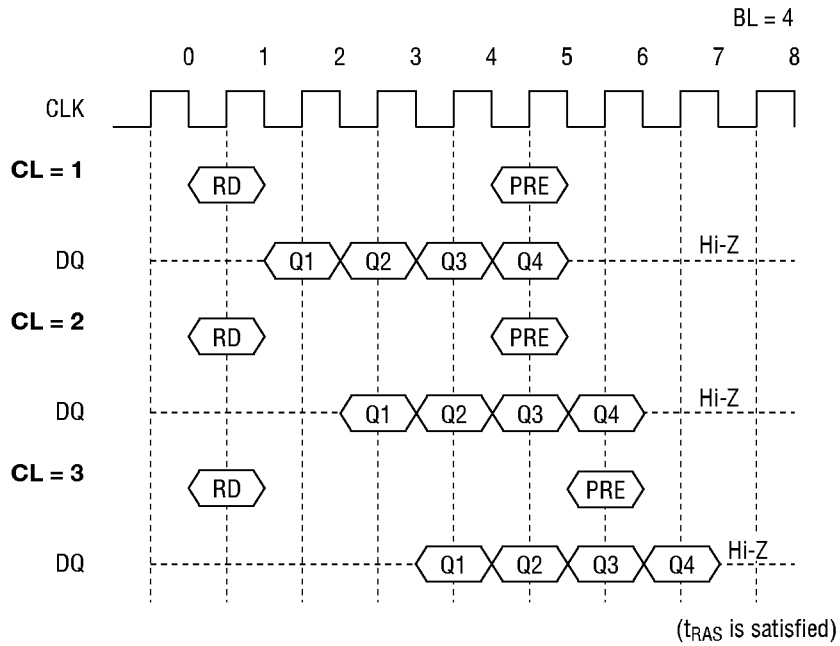 BL = 4
0 1 2 3 4 5 6 7 8
CLK
CL = 1
RD PRE
DQ Q1 Q2 Q3 Q4 Hi-Z
CL = 2
RD PRE
DQ Q1 Q2 Q3 Q4 Hi-Z
CL = 3
RD PRE
DQ Q1 Q2 Q3 Q4 Hi-Z
(tRAS is satisfied)